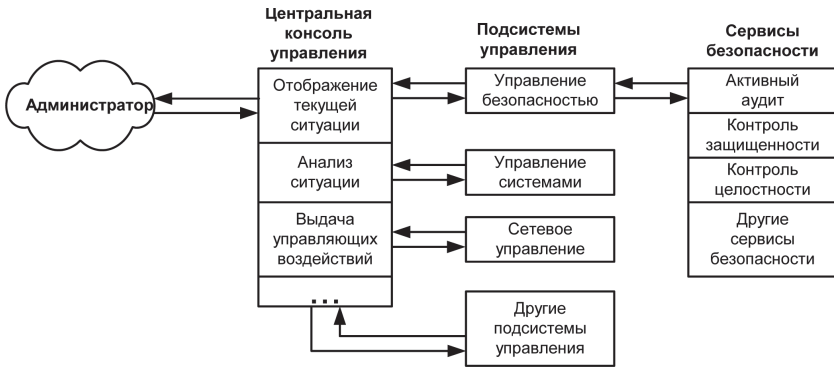 Центральная
консоль
управления
Подсистемы
управления
Сервисы
безопасности
Администратор
Отображение
текущей
ситуации
Анализ
ситуации
Выдача
управляющих
воздействий
...
Управление
безопасностью
Управление
системами
Сетевое
управление
Другие
подсистемы
управления
Активный
аудит
Контроль
защищенности
Контроль
целостности
Другие
сервисы
безопасности